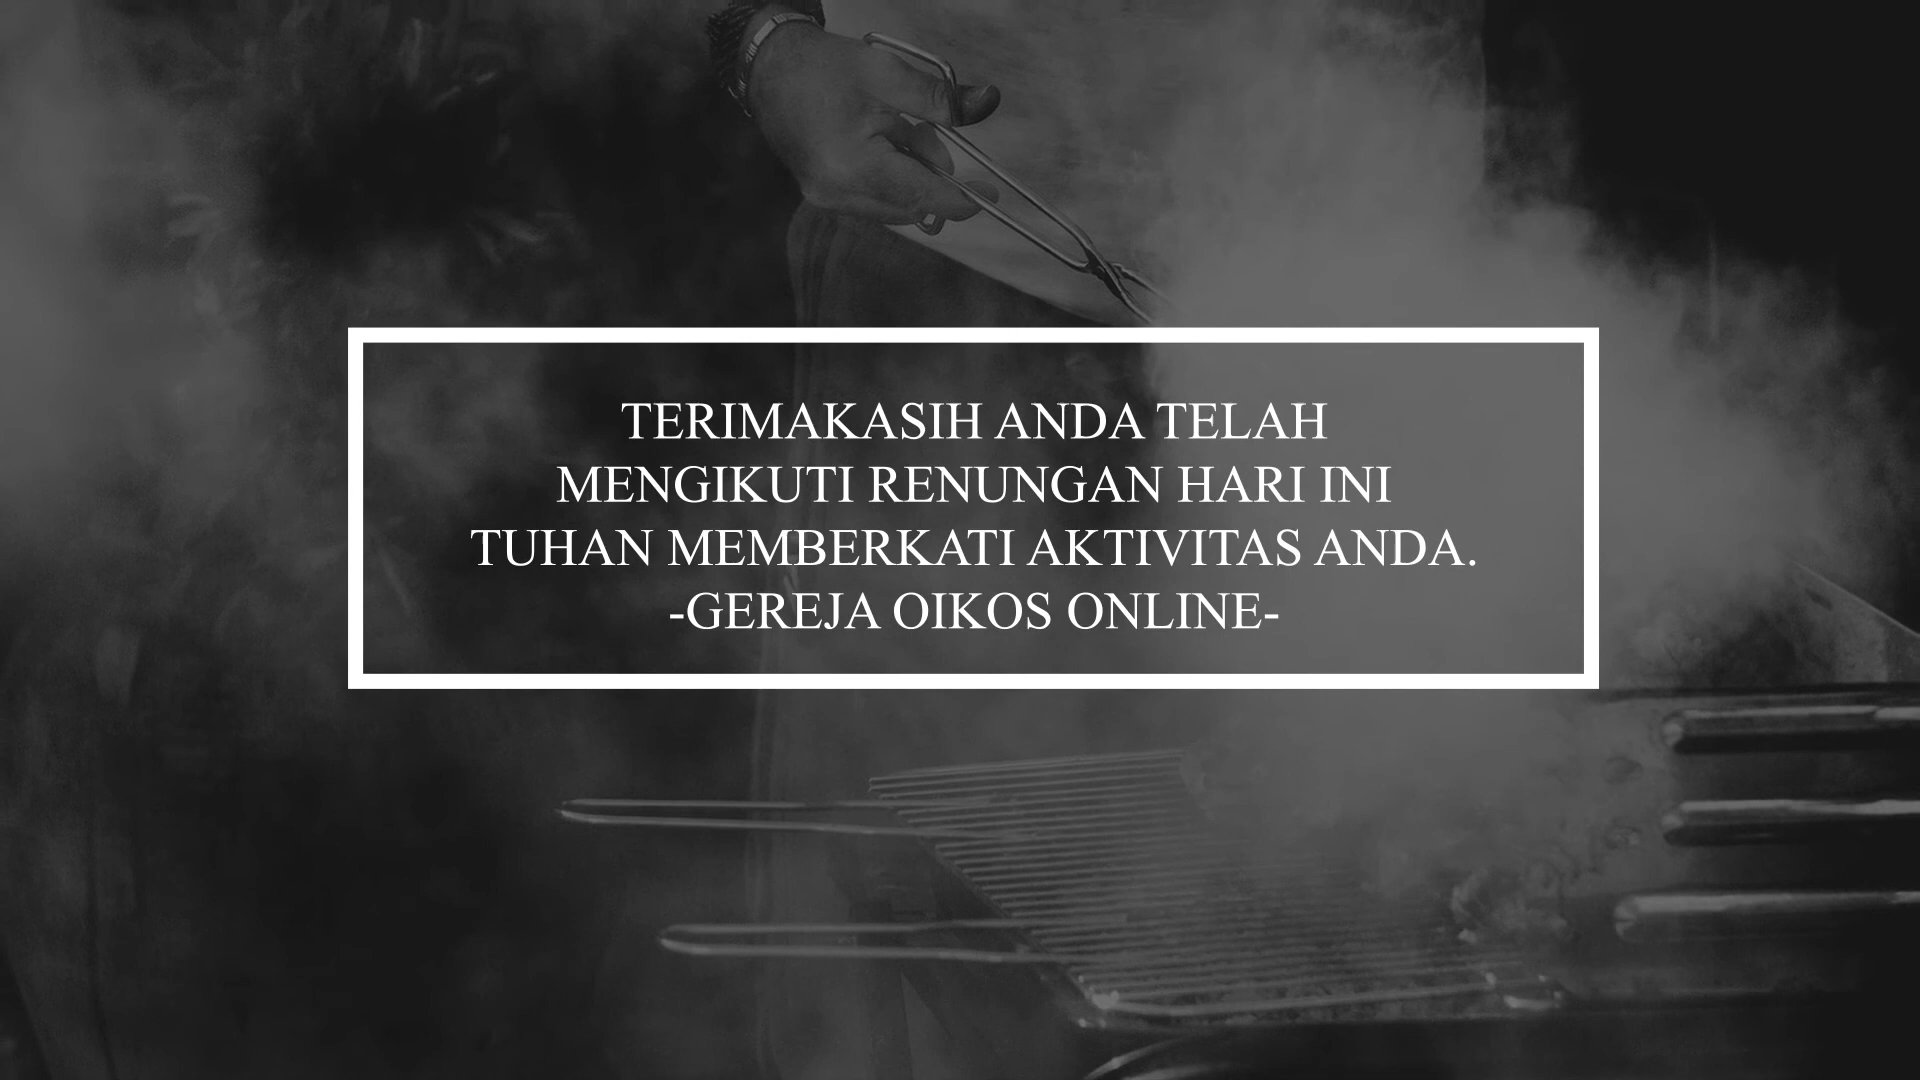 TERIMAKASIH ANDA TELAH
MENGIKUTI RENUNGAN HARI INI
TUHAN MEMBERKATI AKTIVITAS ANDA.
-GEREJA OIKOS ONLINE-